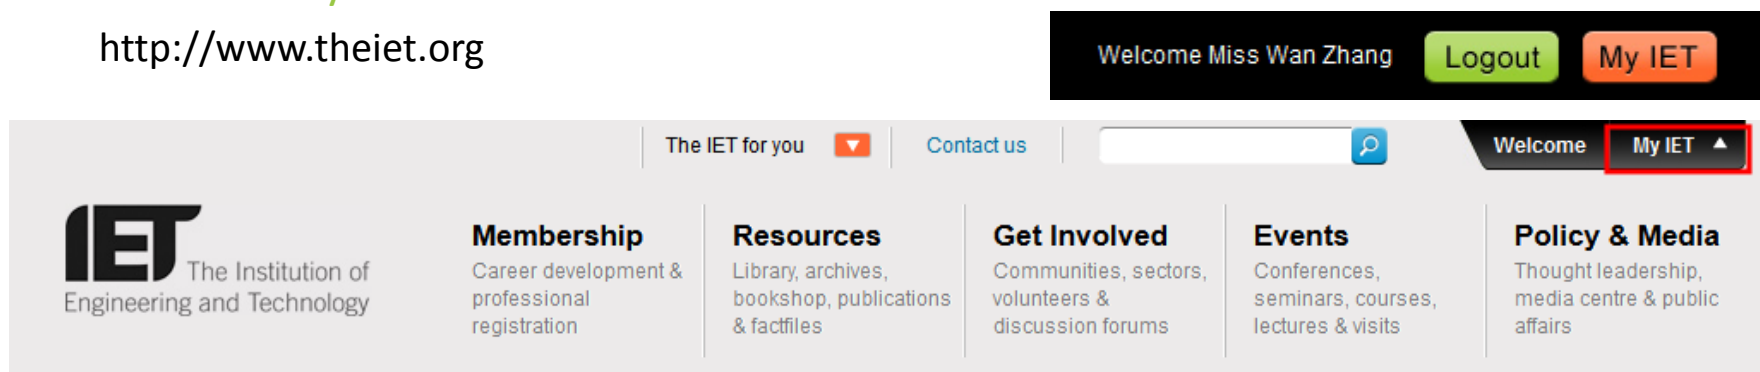 http://www.theiet.org
Welcome Miss Wan Zhang Logout My IET
The IET for you Contact us Welcome My IET
IET The Institution of
Engineering and Technology
Membership
Career development &
professional
registration
Resources
Library, archives,
bookshop, publications
& factfiles
Get Involved
Communities, sectors,
volunteers &
discussion forums
Events
Conferences,
seminars, courses,
lectures & visits
Policy & Media
Thought leadership,
media centre & public
affairs